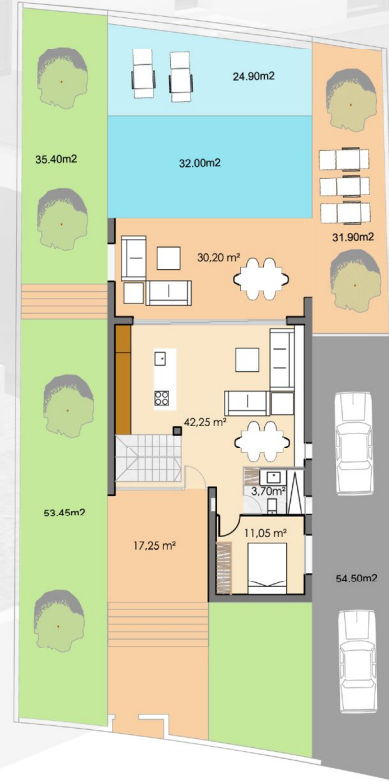 24.90m2
35.40m2
32.00m2
31.90m2
30,20 m²
42,25 m²
3,70m²
53.45m2
17,25 m²
11,05 m²
54.50m2